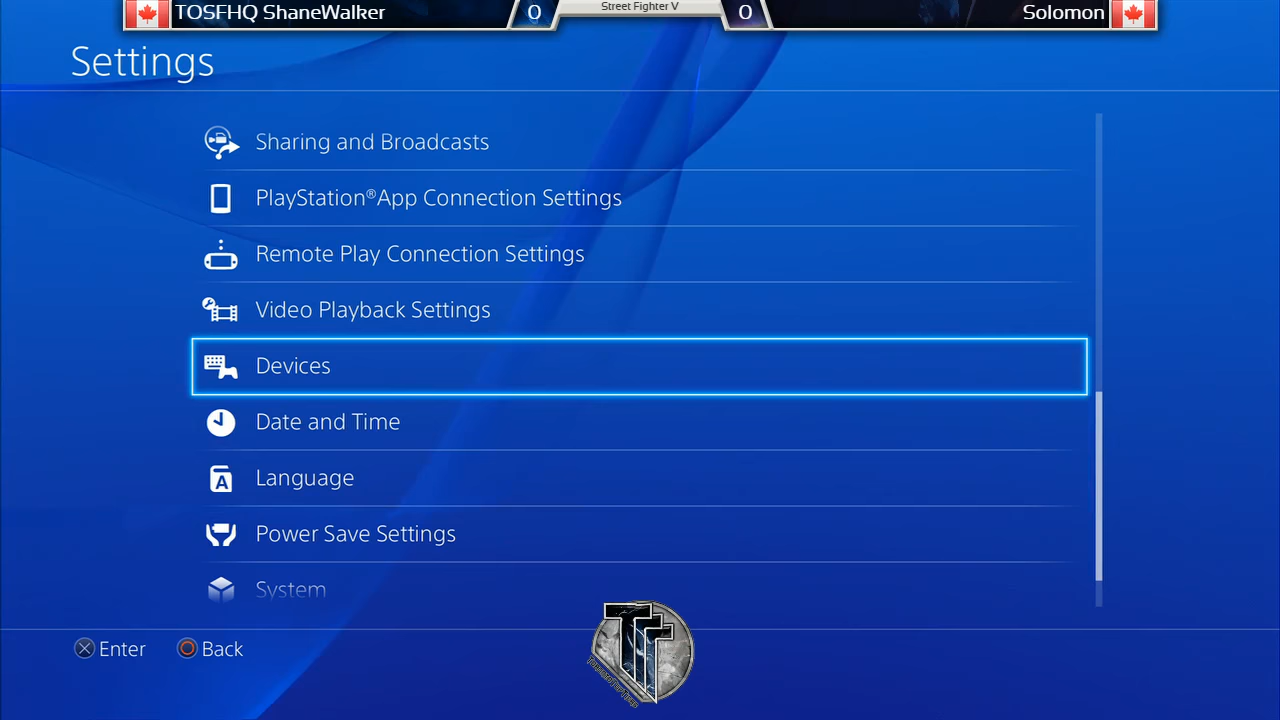 TOSFHQ ShaneWalker 0 Street Fighter V 0 Solomon
Settings
Sharing and Broadcasts
PlayStation®App Connection Settings
Remote Play Connection Settings
Video Playback Settings
Devices
Date and Time
A Language
Power Save Settings
System
Enter Back